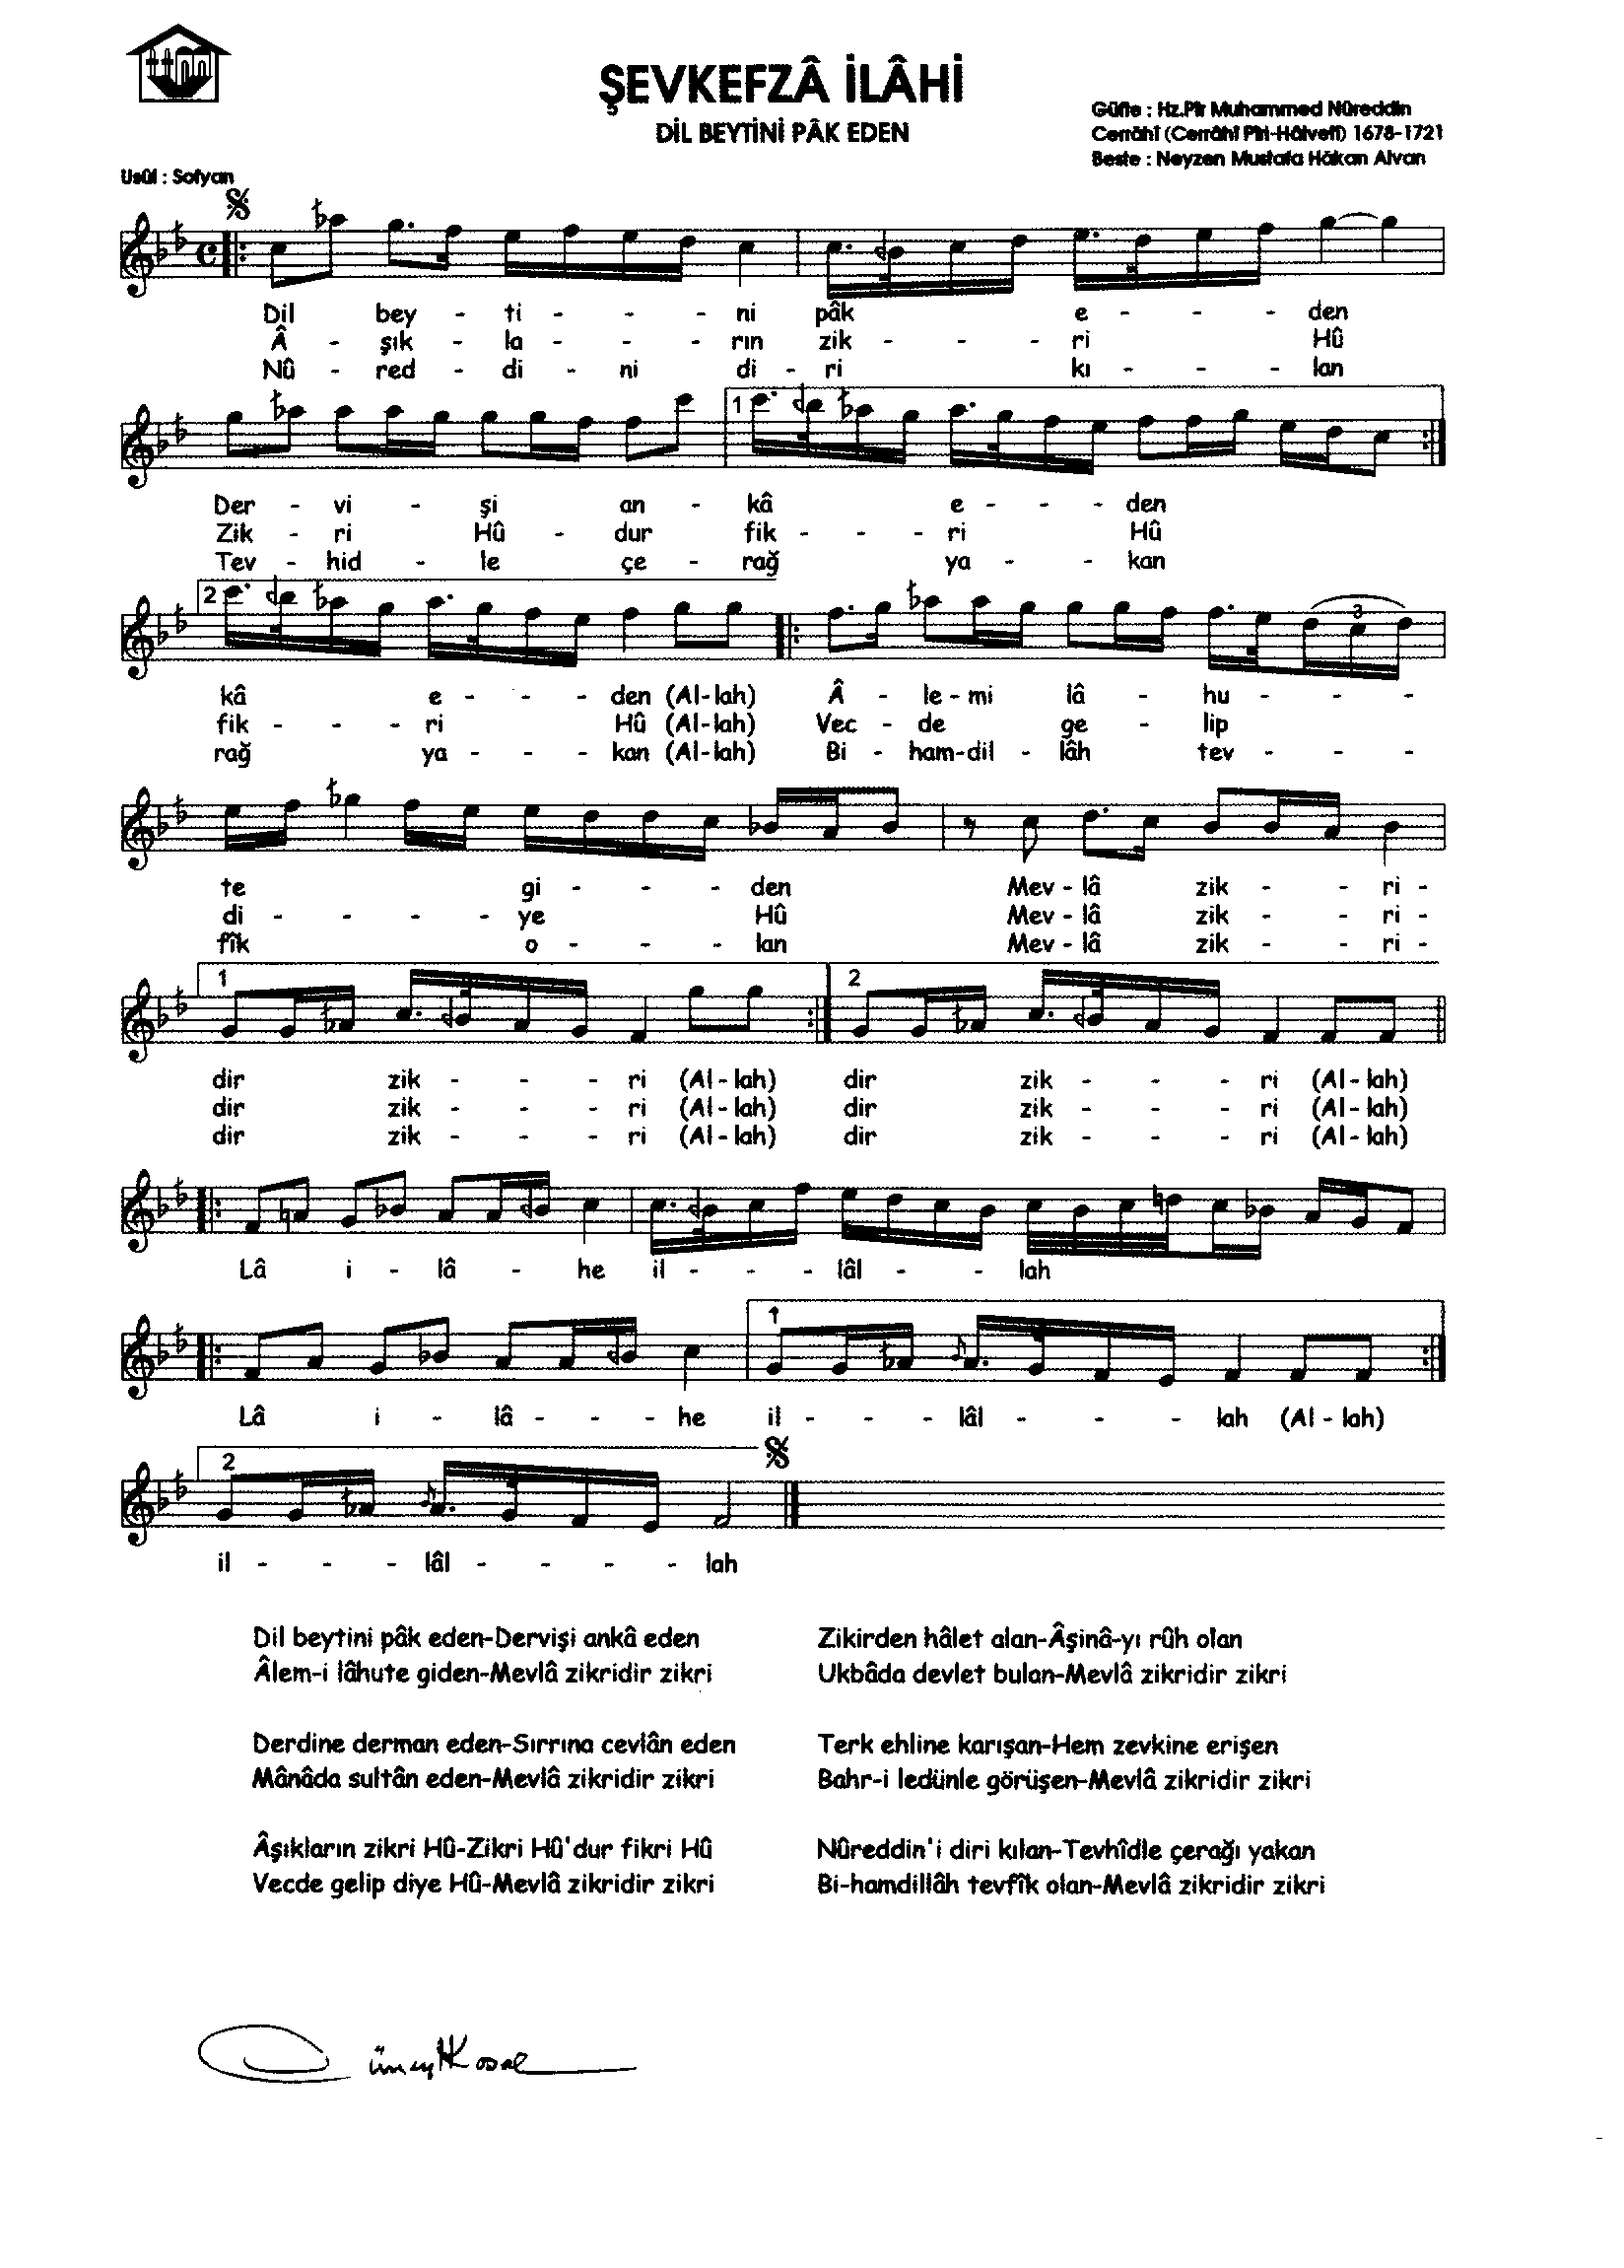 ŞEVKEFZÂ İLÂHİ
DİL BEYTİNİ PÂK EDEN
Güfte : Hz.Pîr Muhammed Nûreddin
Cerrâhî (Cerrâhî Pîri-Hâlvetî) 1678-1721
Beste : Neyzen Mustafa Hâkan Alvan
Usûl : Sofyan
Dil bey - ti - - - ni pâk e - - - den
 - şık - la - - - rın zik - - - ri Hû
Nû - red - di - ni di - ri kı - - - lan
1
Der - vi - şi an - kâ e - - - den
Zik - ri Hû - dur fik - - - ri Hû
Tev - hid - le çe - rağ ya - - kan
2
3
kâ e - - - den (Al-lah) Â - le-mi lâ - hu - - -
fik - - - ri Hû (Al-lah) Vec - de ge - lip
rağ ya - - - kan (Al-lah) Bi - ham-dil - lâh tev - - -
te gi - - - den Mev-lâ zik - - ri -
di - - - - ye Hû Mev-lâ zik - - ri -
fîk o - - - lan Mev-lâ zik - - ri -
1 2
dir zik - - - ri (Al-lah) dir zik - - - ri (Al-lah)
dir zik - - - ri (Al-lah) dir zik - - - ri (Al-lah)
dir zik - - - ri (Al-lah) dir zik - - - ri (Al-lah)
Lâ i - lâ - he il - - - lâl - - lah
1
Lâ i - lâ - - - he il - - - lâl - - - lah (Al - lah)
2
il - - - lâl - - - - lah
Dil beytini pâk eden-Dervişi ankâ eden
Âlem-i lâhute giden-Mevlâ zikridir zikri
Derdine derman eden-Sırrına cevlân eden
Mânâda sultân eden-Mevlâ zikridir zikri
Âşıkların zikri Hû-Zikri Hû'dur fikri Hû
Vecde gelip diye Hû-Mevlâ zikridir zikri
Zikirden hâlet alan-Âşinâ-yı rûh olan
Ukbâda devlet bulan-Mevlâ zikridir zikri
Terk ehline karışan-Hem zevkine erişen
Bahr-i ledünle görüşen-Mevlâ zikridir zikri
Nûreddin'i diri kılan-Tevhîdle çerağı yakan
Bi-hamdillâh tevfîk olan-Mevlâ zikridir zikri
Cüneyt Kosal